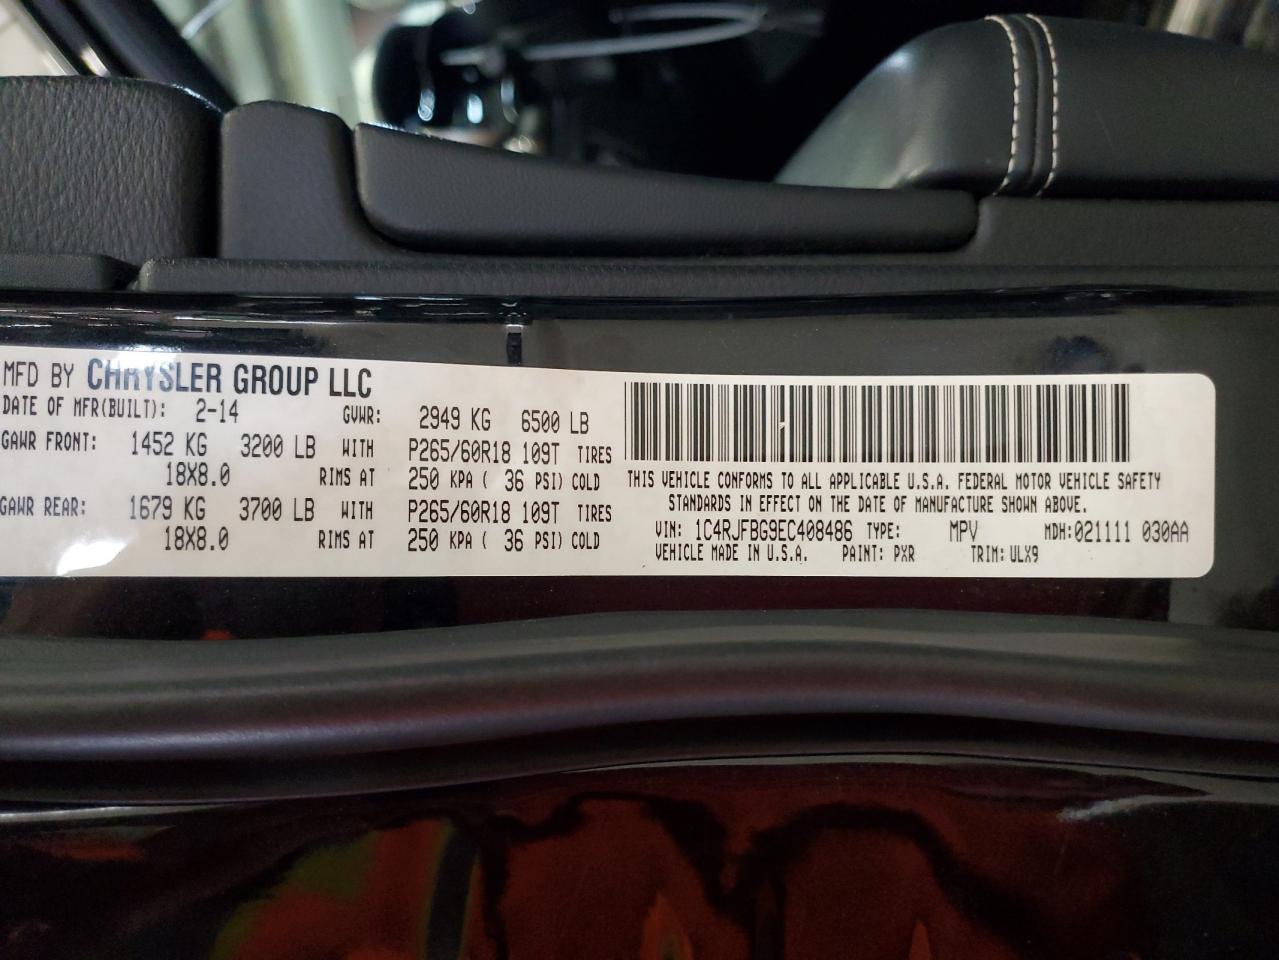 MFD BY CHRYSLER GROUP LLC
DATE OF MFR(BUILT): 2-14 GVWR: 2949 KG 6500 LB
GAWR FRONT: 1452 KG 3200 LB WITH P265/60R18 109T TIRES
18X8.0 RIMS AT 250 KPA ( 36 PSI) COLD
GAWR REAR: 1679 KG 3700 LB WITH P265/60R18 109T TIRES
18X8.0 RIMS AT 250 KPA ( 36 PSI) COLD
THIS VEHICLE CONFORMS TO ALL APPLICABLE U.S.A. FEDERAL MOTOR VEHICLE SAFETY
STANDARDS IN EFFECT ON THE DATE OF MANUFACTURE SHOWN ABOVE.
VIN: 1C4RJFBG9EC408486 TYPE: MPV MDH:021111 030AA
VEHICLE MADE IN U.S.A. PAINT: PXR TRIM: ULX9